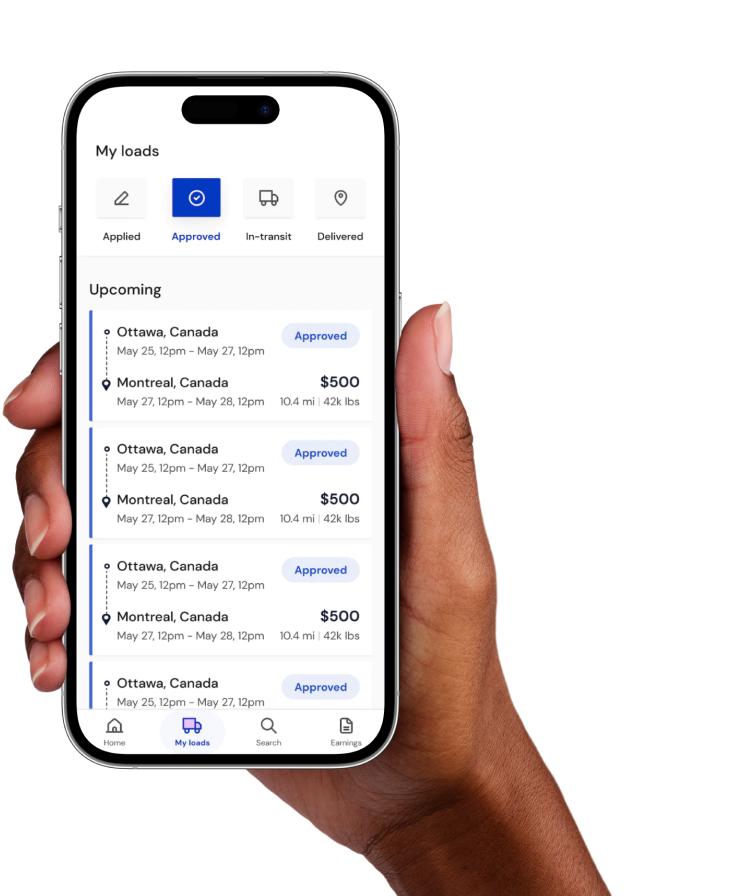 My loads
Applied Approved In-transit Delivered
Upcoming
Ottawa, Canada Approved
May 25, 12pm - May 27, 12pm
Montreal, Canada $500
May 27, 12pm - May 28, 12pm 10.4 mi | 42k lbs
Ottawa, Canada Approved
May 25, 12pm - May 27, 12pm
Montreal, Canada $500
May 27, 12pm - May 28, 12pm 10.4 mi | 42k lbs
Ottawa, Canada Approved
May 25, 12pm - May 27, 12pm
Montreal, Canada $500
May 27, 12pm - May 28, 12pm 10.4 mi | 42k lbs
Ottawa, Canada Approved
May 25, 12pm - May 27, 12pm
Home My loads Search Earnings